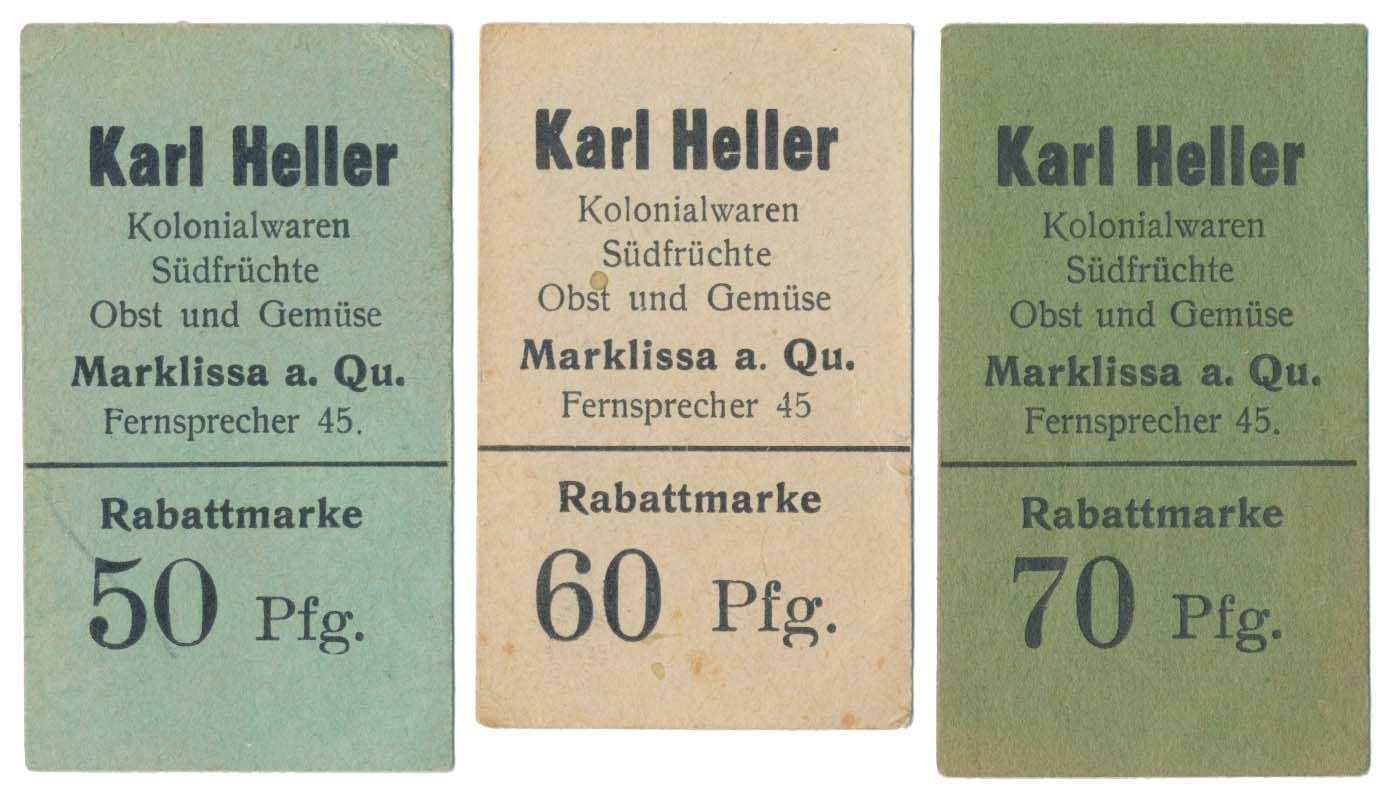 Karl Heller
Kolonialwaren
Südfrüchte
Obst und Gemüse
Marklissa a. Qu.
Fernsprecher 45.
Rabattmarke
50 Pfg.
Karl Heller
Kolonialwaren
Südfrüchte
Obst und Gemüse
Marklissa a. Qu.
Fernsprecher 45
Rabattmarke
60 Pfg.
Karl Heller
Kolonialwaren
Südfrüchte
Obst und Gemüse
Marklissa a. Qu.
Fernsprecher 45.
Rabattmarke
70 Pfg.